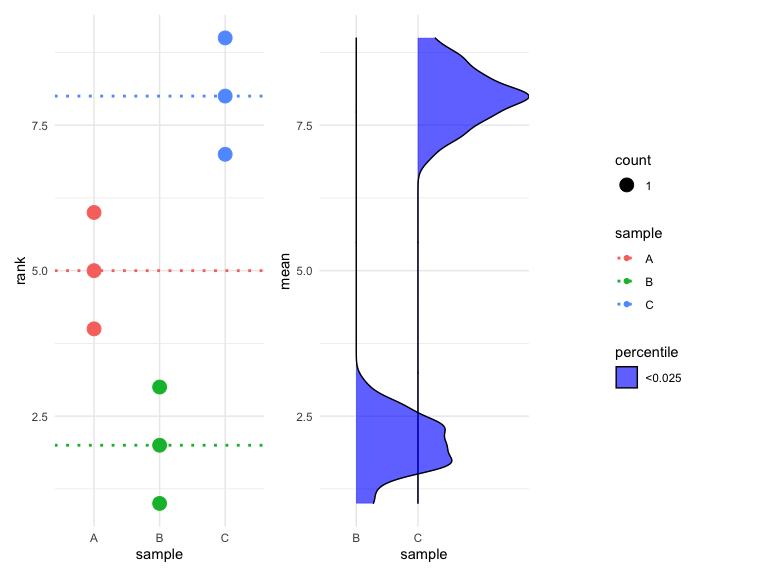 rank
7.5
5.0
2.5
A
B
C
sample
mean
7.5
5.0
2.5
B
C
sample
count
1
sample
A
B
C
percentile
<0.025